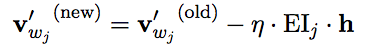 𝐯′_{w_j}^{(new)} = 𝐯′_{w_j}^{(old)} − η · EI_j · 𝐡